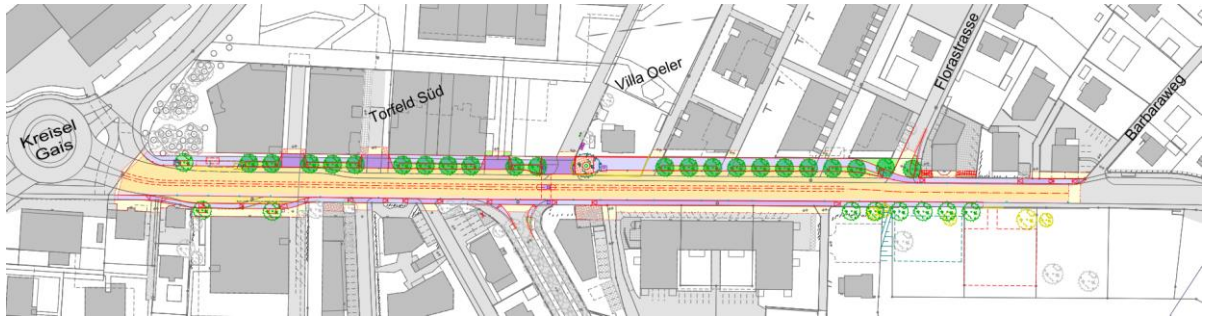 Kreisel
Gais
Torfeld Süd
Villa Oeler
Florastrasse
Barbaraweg